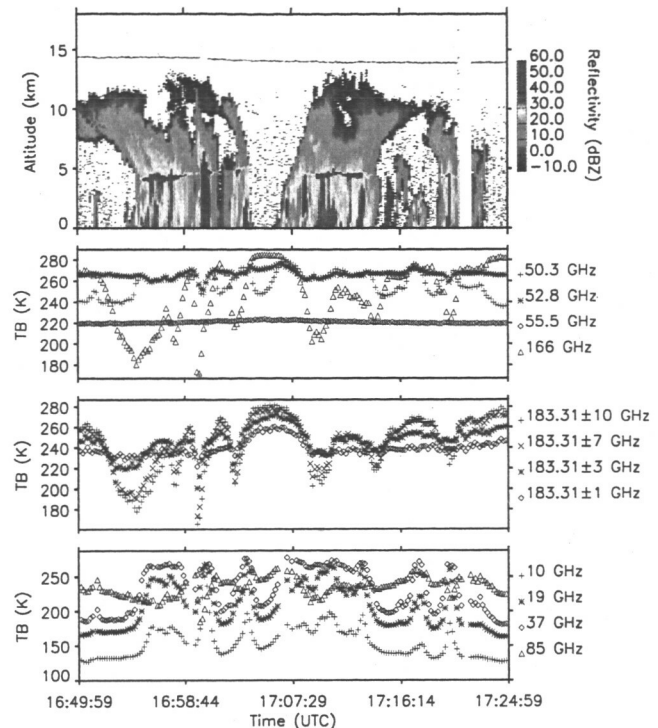 15
10
5
0
Altitude (km)
60.0
50.0
40.0
30.0
20.0
10.0
0.0
-10.0
Reflectivity (dBZ)
280
260
240
220
200
180
TB (K)
50.3 GHz
52.8 GHz
55.5 GHz
166 GHz
280
260
240
220
200
180
TB (K)
183.31±10 GHz
183.31±7 GHz
183.31±3 GHz
183.31±1 GHz
250
200
150
100
TB (K)
10 GHz
19 GHz
37 GHz
85 GHz
16:49:59 16:58:44 17:07:29 17:16:14 17:24:59
Time (UTC)